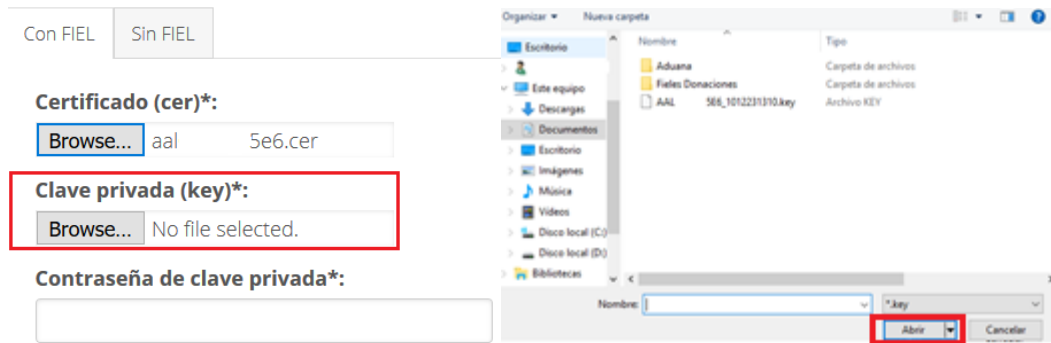 Con FIEL
Sin FIEL
Certificado (cer)*:
Browse... aal 5e6.cer
Clave privada (key)*:
Browse... No file selected.
Contraseña de clave privada*:
Organizar
Nueva carpeta
Nombre
Tipo
Escritorio
Este equipo
Descargas
Documentos
Escritorio
Imágenes
Música
Vídeos
Disco local (C:)
Disco local (D:)
Bibliotecas
Aduana
Carpeta de archivos
Fieles Donaciones
Carpeta de archivos
AAL 5E6_1012231310.key
Archivo KEY
Nombre:
*.key
Abrir
Cancelar